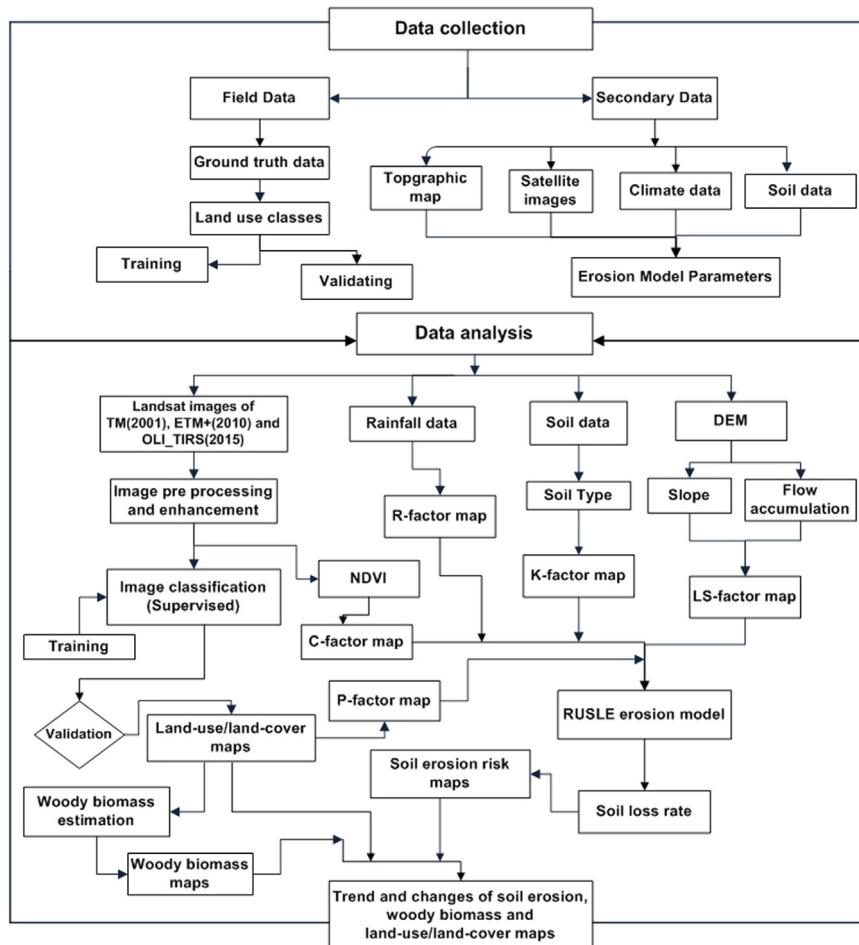 Data collection
Field Data
Secondary Data
Ground truth data
Topgraphic
map
Satellite
images
Climate data
Soil data
Land use classes
Training
Validating
Erosion Model Parameters
Data analysis
Landsat images of
TM(2001), ETM+(2010) and
OLI_TIRS(2015)
Rainfall data
Soil data
DEM
Image pre processing
and enhancement
R-factor map
Soil Type
Slope
Flow
accumulation
Image classification
(Supervised)
NDVI
K-factor map
LS-factor map
Training
C-factor map
Validation
Land-use/land-cover
maps
P-factor map
RUSLE erosion model
Soil erosion risk
maps
Woody biomass
estimation
Soil loss rate
Woody biomass
maps
Trend and changes of soil erosion,
woody biomass and
land-use/land-cover maps